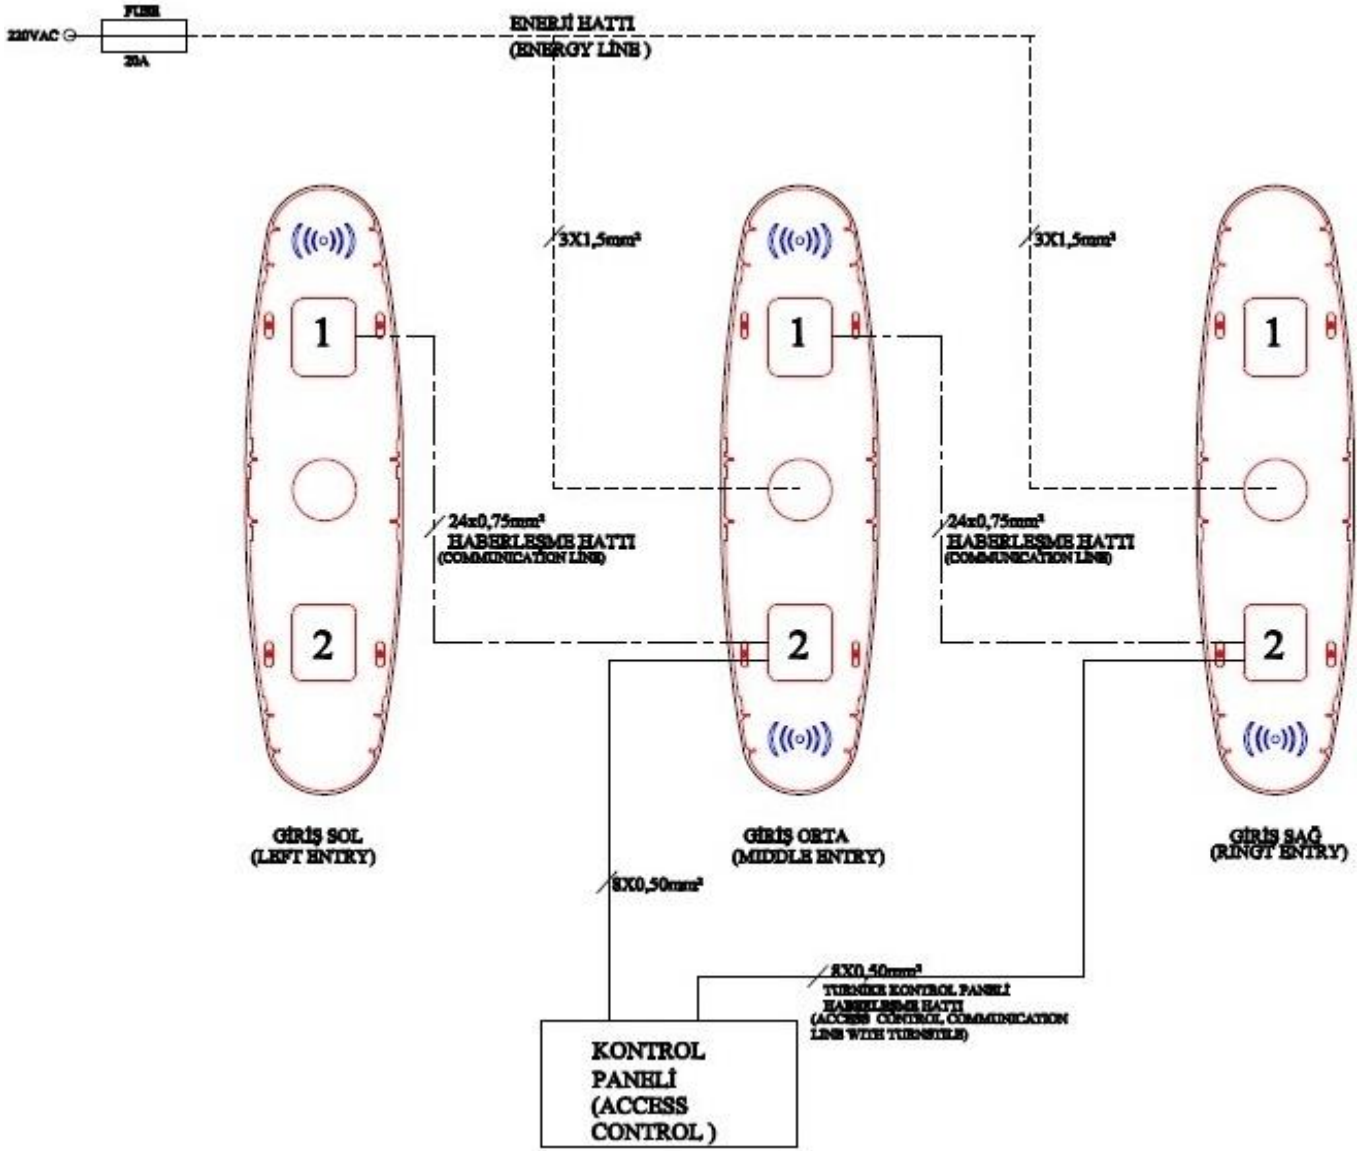 FUSE
220VAC
20A
ENERJİ HATTI
(ENERGY LİNE )
3X1,5mm²
3X1,5mm²
1
1
1
24x0,75mm²
HABERLEŞME HATTI
(COMMUNICATION LINE)
24x0,75mm²
HABERLEŞME HATTI
(COMMUNICATION LINE)
2
2
2
GİRİŞ SOL
(LEFT ENTRY)
GİRİŞ ORTA
(MIDDLE ENTRY)
GİRİŞ SAĞ
(RINGT ENTRY)
8X0,50mm²
8X0,50mm²
TURNİKE KONTROL PANELİ
HABERLEŞME HATTI
(ACCESS CONTROL COMMUNICATION
LINE WITH TURNSTILE)
KONTROL
PANELİ
(ACCESS
CONTROL )